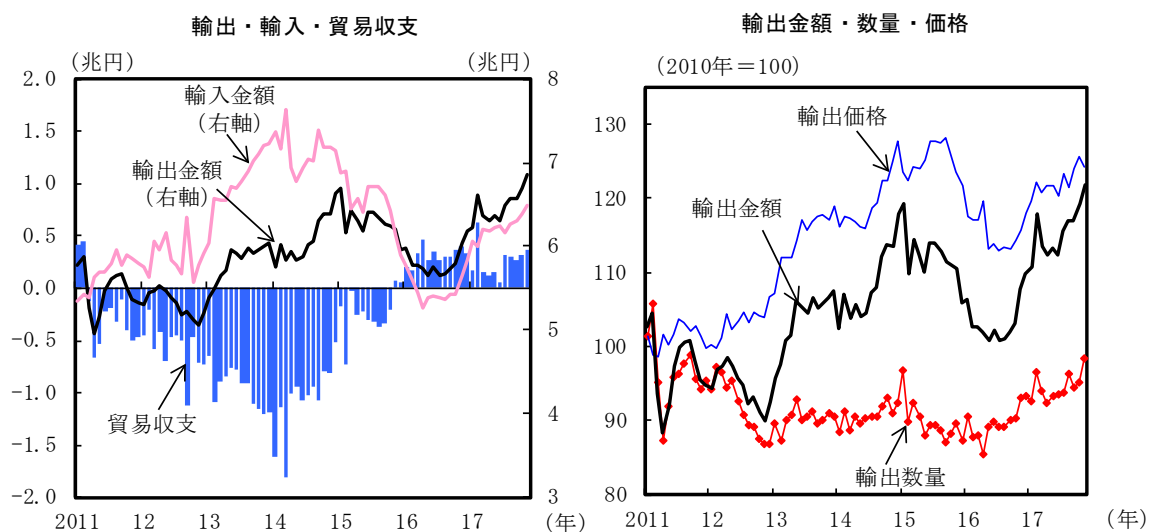 輸出・輸入・貿易収支
(兆円)
(兆円)
2.0
1.5
1.0
0.5
0.0
-0.5
-1.0
-1.5
-2.0
8
7
6
5
4
3
輸入金額
(右軸)
輸出金額
(右軸)
貿易収支
2011 12 13 14 15 16 17 (年)
輸出金額・数量・価格
(2010年=100)
130
120
110
100
90
80
輸出価格
輸出金額
輸出数量
2011 12 13 14 15 16 17 (年)